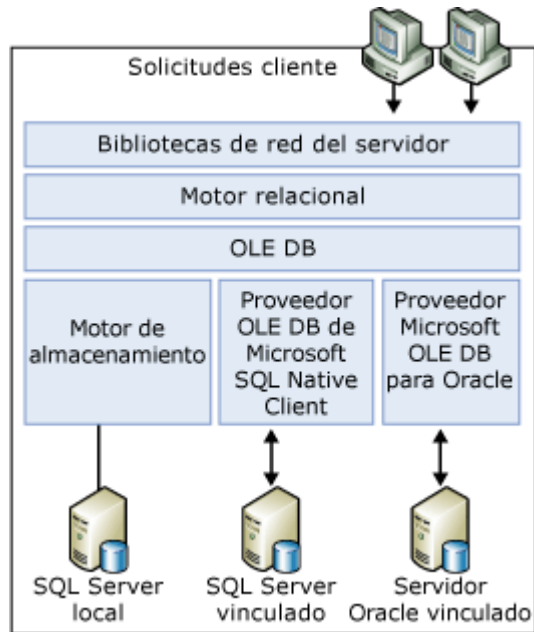 Solicitudes cliente
Bibliotecas de red del servidor
Motor relacional
OLE DB
Motor de
almacenamiento
Proveedor
OLE DB de
Microsoft
SQL Native
Client
Proveedor
Microsoft
OLE DB
para Oracle
SQL Server
local
SQL Server
vinculado
Servidor
Oracle vinculado